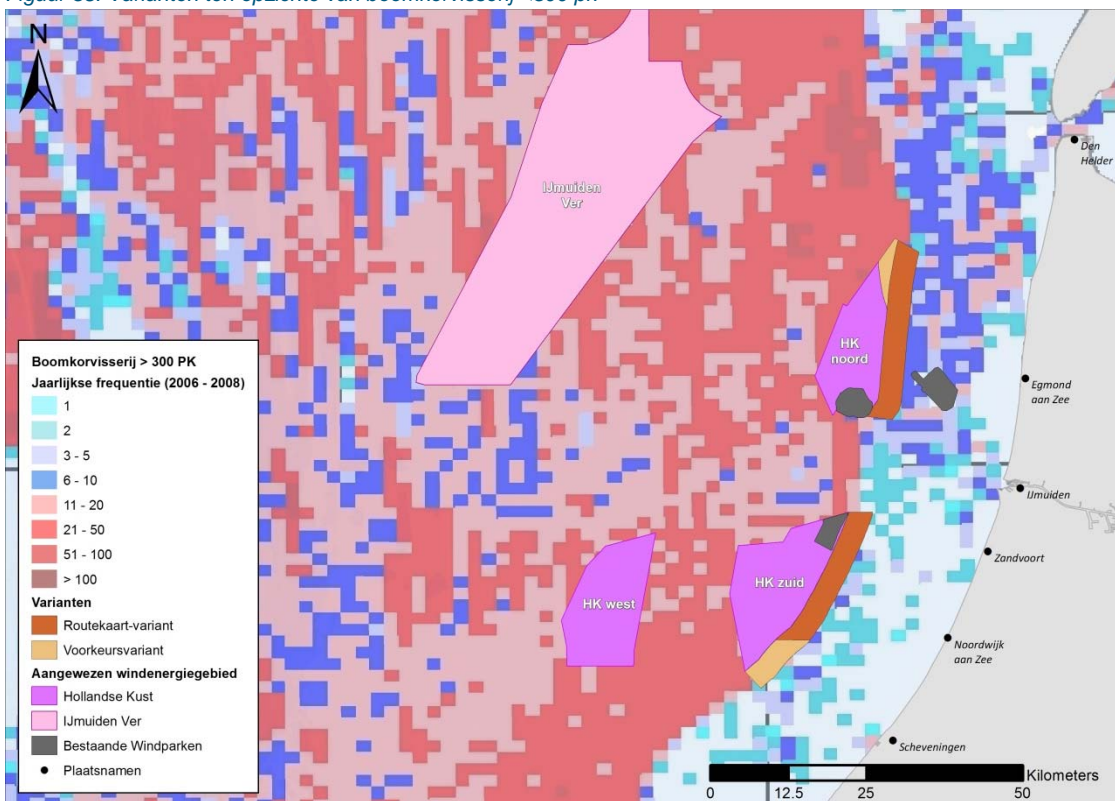 N
IJmuiden
Ver
Den
Helder
HK
noord
Egmond
aan Zee
IJmuiden
Zandvoort
HK zuid
HK west
Noordwijk
aan Zee
Scheveningen
Boomkorvisserij > 300 PK
Jaarlijkse frequentie (2006 - 2008)
1
2
3 - 5
6 - 10
11 - 20
21 - 50
51 - 100
> 100
Varianten
Routekaart-variant
Voorkeursvariant
Aangewezen windenergiegebied
Hollandse Kust
IJmuiden Ver
Bestaande Windparken
Plaatsnamen
Kilometers
0 12.5 25 50